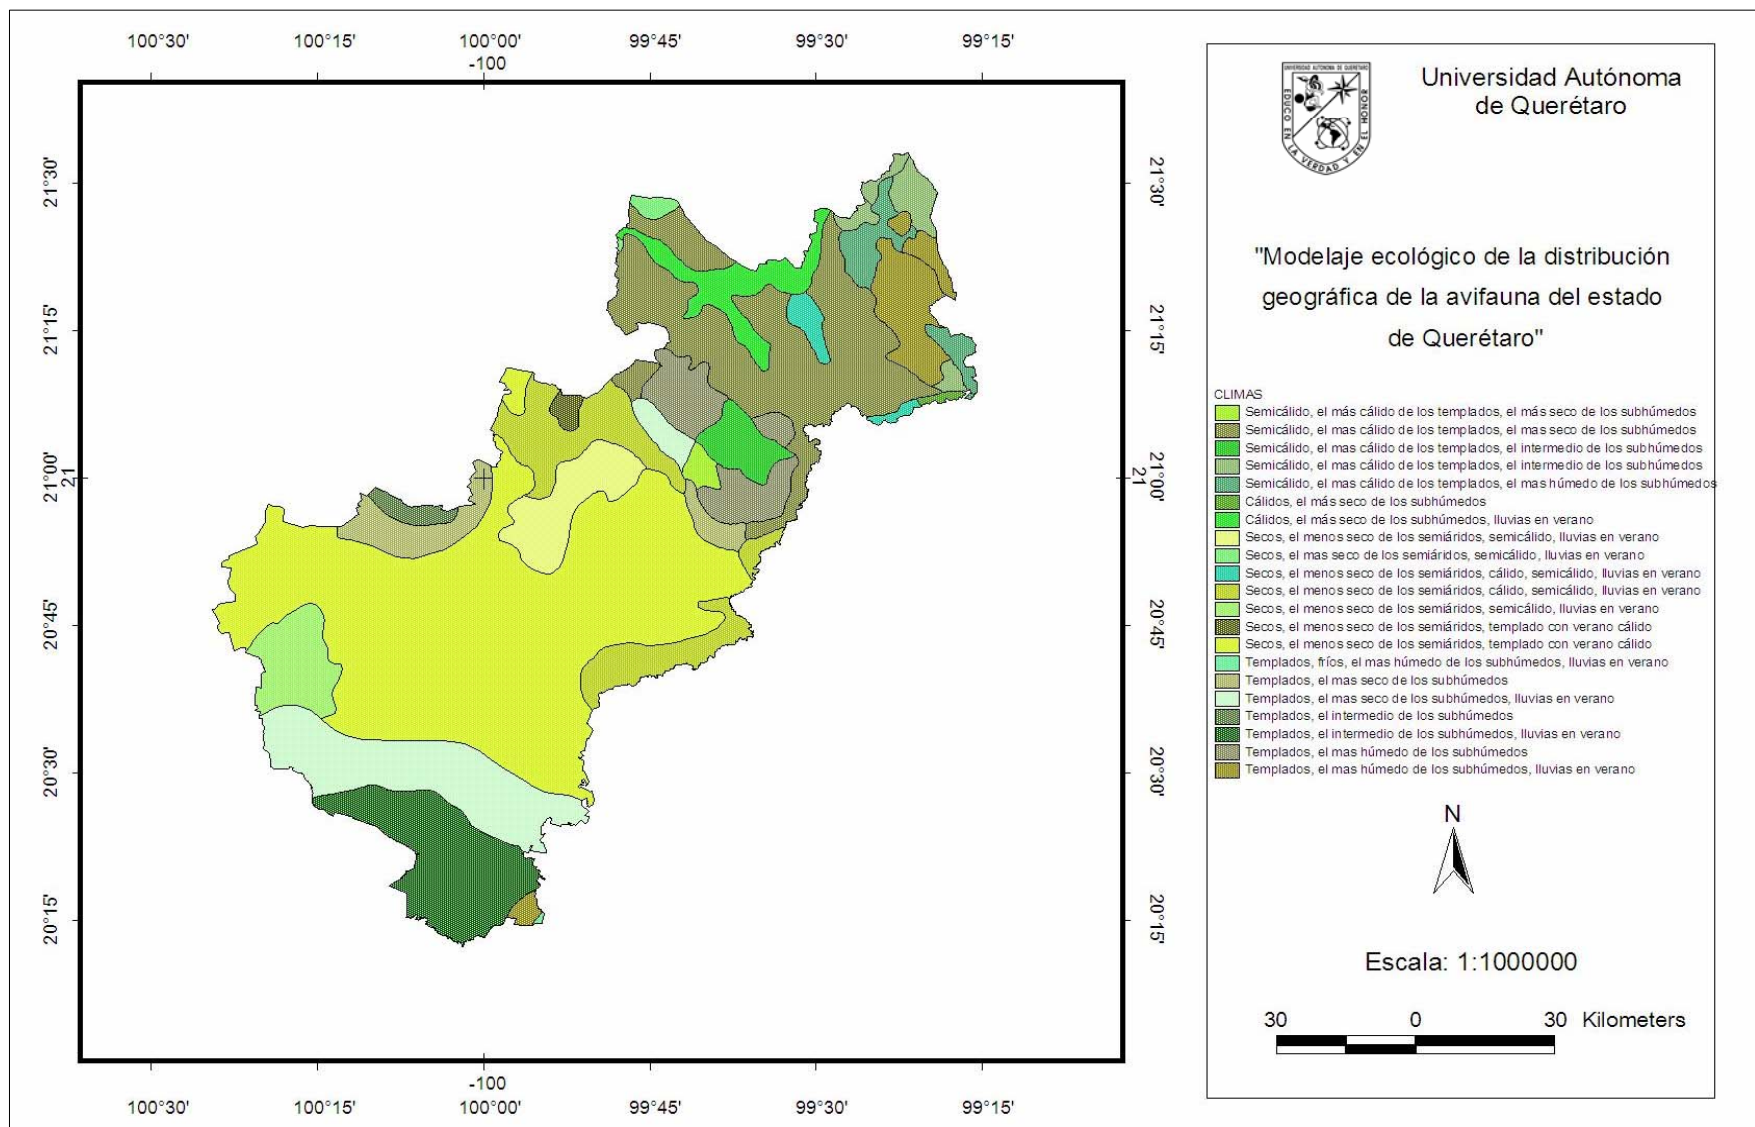 100°30'
100°15'
100°00'
99°45'
99°30'
99°15'
-100
21°30'
21°15'
21°00'
21
20°45'
20°30'
20°15'
21°30'
21°15'
21°00'
21
20°45'
20°30'
20°15'
-100
100°30'
100°15'
100°00'
99°45'
99°30'
99°15'
UNIVERSIDAD AUTONOMA DE QUERETARO
EDUCO EN LA VERDAD Y EN EL HONOR
Universidad Autónoma
de Querétaro
"Modelaje ecológico de la distribución
geográfica de la avifauna del estado
de Querétaro"
CLIMAS
Semicálido, el más cálido de los templados, el más seco de los subhúmedos
Semicálido, el mas cálido de los templados, el mas seco de los subhúmedos
Semicálido, el mas cálido de los templados, el intermedio de los subhúmedos
Semicálido, el mas cálido de los templados, el intermedio de los subhúmedos
Semicálido, el mas cálido de los templados, el mas húmedo de los subhúmedos
Cálidos, el más seco de los subhúmedos
Cálidos, el más seco de los subhúmedos, lluvias en verano
Secos, el menos seco de los semiáridos, semicálido, lluvias en verano
Secos, el mas seco de los semiáridos, semicálido, lluvias en verano
Secos, el menos seco de los semiáridos, cálido, semicálido, lluvias en verano
Secos, el menos seco de los semiáridos, cálido, semicálido, lluvias en verano
Secos, el menos seco de los semiáridos, semicálido, lluvias en verano
Secos, el menos seco de los semiáridos, templado con verano cálido
Secos, el menos seco de los semiáridos, templado con verano cálido
Templados, fríos, el mas húmedo de los subhúmedos, lluvias en verano
Templados, el mas seco de los subhúmedos
Templados, el mas seco de los subhúmedos, lluvias en verano
Templados, el intermedio de los subhúmedos
Templados, el intermedio de los subhúmedos, lluvias en verano
Templados, el mas húmedo de los subhúmedos
Templados, el mas húmedo de los subhúmedos, lluvias en verano
N
Escala: 1:1000000
30 0 30 Kilometers